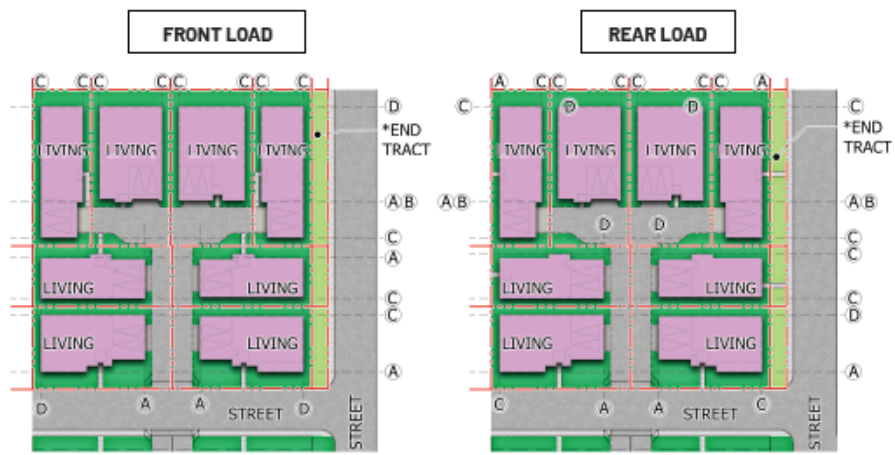 FRONT LOAD
REAR LOAD
C C C C C C C C
A C C C C C C A
D
C D D C
*END
TRACT
*END
TRACT
LIVING LIVING LIVING LIVING
LIVING LIVING LIVING LIVING
A B
A B A B
D D
C
C
A
C
LIVING LIVING
LIVING LIVING
C
C
C
D
LIVING LIVING
LIVING LIVING
A
A
D A A D
C A A C
STREET
STREET
STREET
STREET